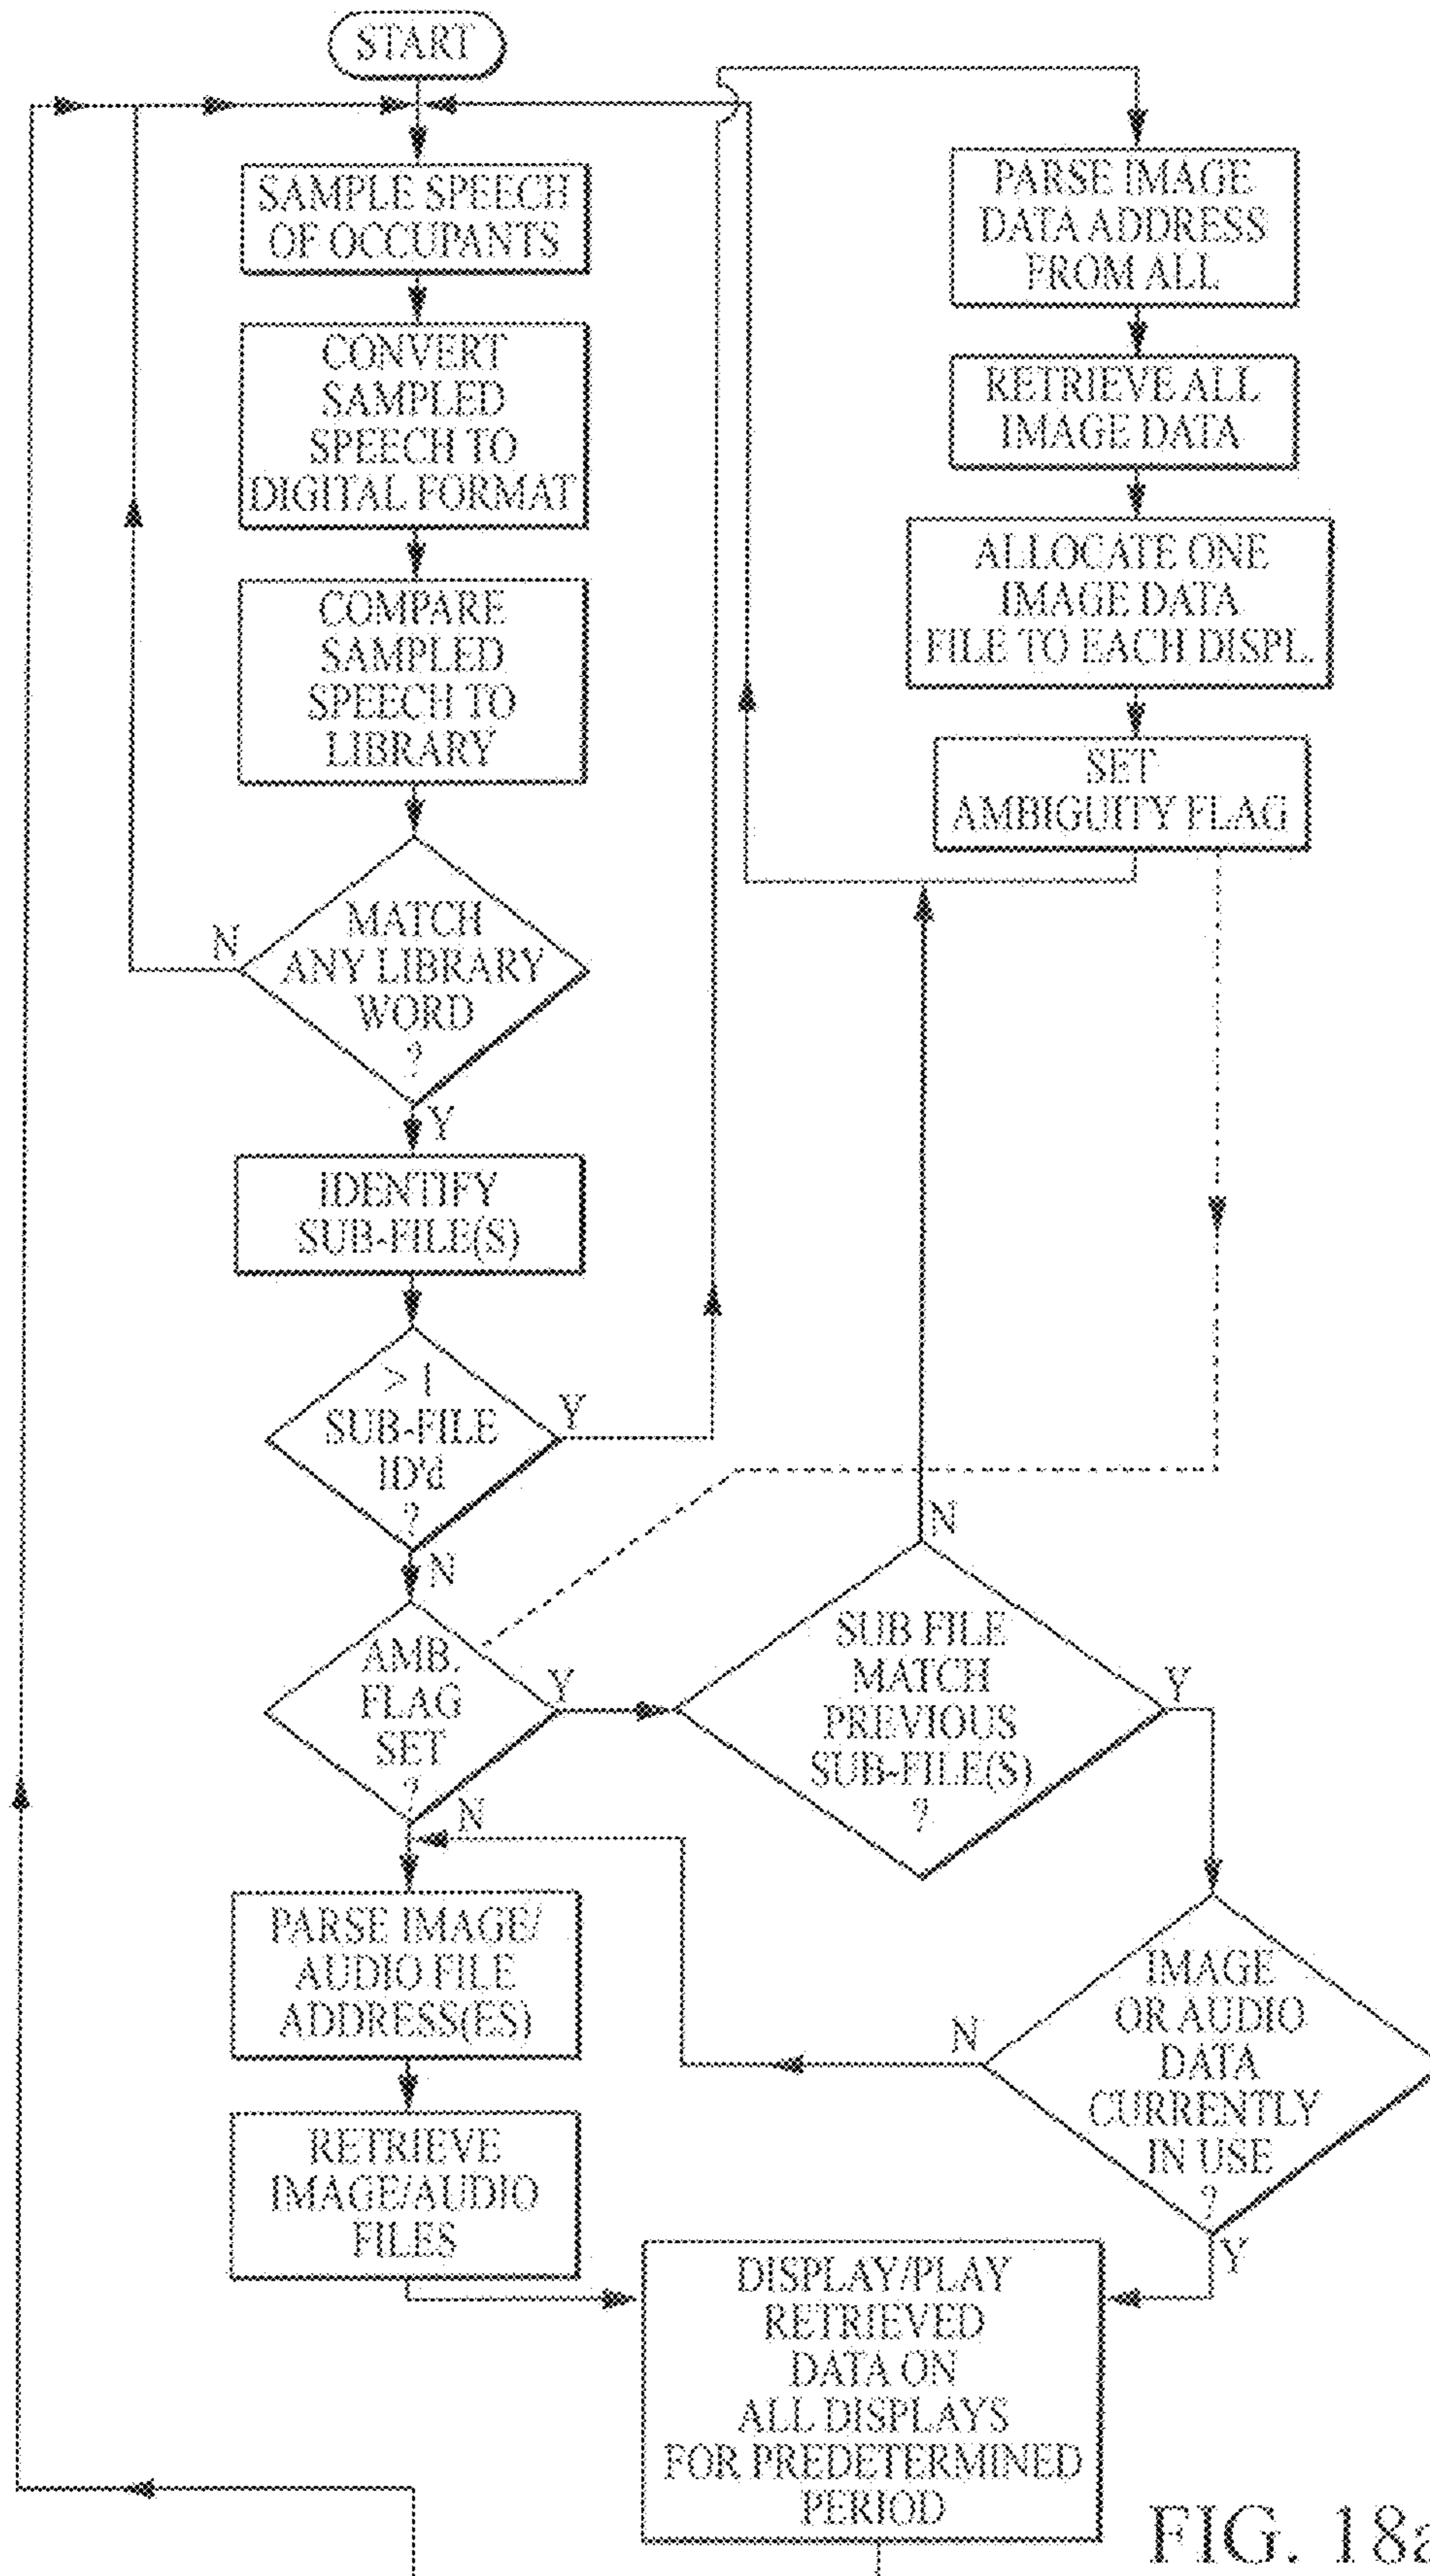 START
SAMPLE SPEECH
OF OCCUPANTS
CONVERT
SAMPLED
SPEECH TO
DIGITAL FORMAT
COMPARE
SAMPLED
SPEECH TO
LIBRARY
MATCH
ANY LIBRARY
WORD
?
N
Y
IDENTIFY
SUB-FILE(S)
> 1
SUB-FILE
ID'd
?
Y
N
AMB.
FLAG
SET
?
Y
N
PARSE IMAGE/
AUDIO FILE
ADDRESS(ES)
RETRIEVE
IMAGE/AUDIO
FILES
PARSE IMAGE
DATA ADDRESS
FROM ALL
RETRIEVE ALL
IMAGE DATA
ALLOCATE ONE
IMAGE DATA
FILE TO EACH DISPL.
SET
AMBIGUITY FLAG
N
SUB FILE
MATCH
PREVIOUS
SUB-FILE(S)
?
Y
IMAGE
OR AUDIO
DATA
CURRENTLY
IN USE
?
N
Y
DISPLAY/PLAY
RETRIEVED
DATA ON
ALL DISPLAYS
FOR PREDETERMINED
PERIOD
FIG. 18a